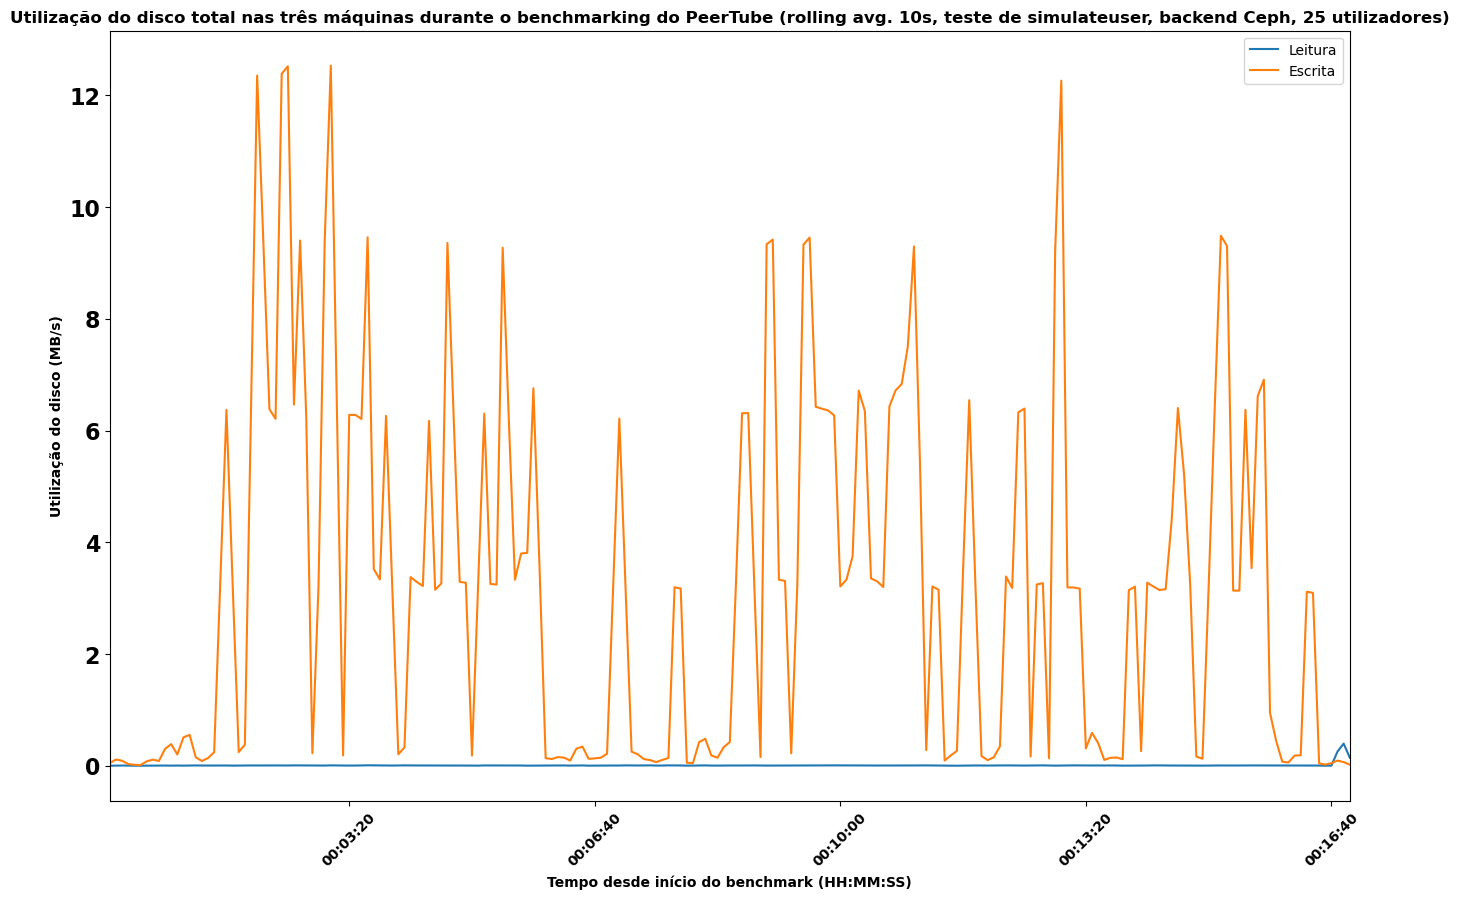 Utilização do disco total nas três máquinas durante o benchmarking do PeerTube (rolling avg. 10s, teste de simulateuser, backend Ceph, 25 utilizadores)
Leitura
Escrita
Utilização do disco (MB/s)
12
10
8
6
4
2
0
00:03:20
00:06:40
00:10:00
00:13:20
00:16:40
Tempo desde início do benchmark (HH:MM:SS)